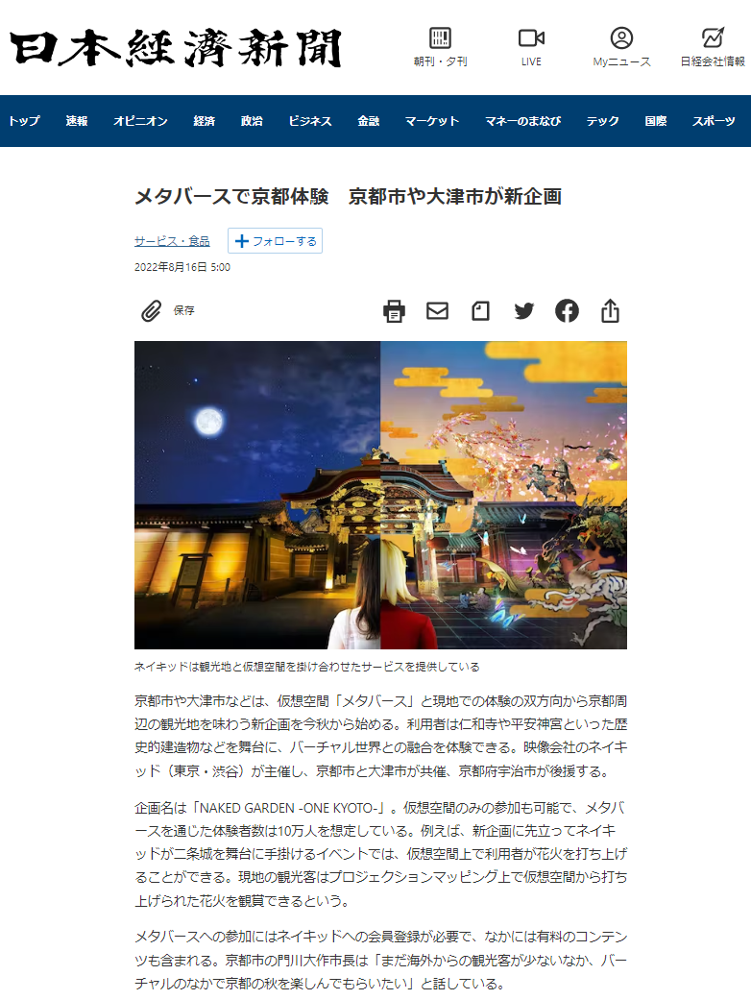 日本経済新聞
朝刊・夕刊
LIVE
Myニュース
日経会社情報
トップ 速報 オピニオン 経済 政治 ビジネス 金融 マーケット マネーのまなび テック 国際 スポーツ
メタバースで京都体験　京都市や大津市が新企画
サービス・食品 フォローする
2022年8月16日 5:00
保存
ネイキッドは観光地と仮想空間を掛け合わせたサービスを提供している
京都市や大津市などは、仮想空間「メタバース」と現地での体験の双方向から京都周
辺の観光地を味わう新企画を今秋から始める。利用者は仁和寺や平安神宮といった歴
史的建造物などを舞台に、バーチャル世界との融合を体験できる。映像会社のネイキ
ッド（東京・渋谷）が主催し、京都市と大津市が共催、京都府宇治市が後援する。
企画名は「NAKED GARDEN -ONE KYOTO-」。仮想空間のみの参加も可能で、メタバ
ースを通じた体験者数は10万人を想定している。例えば、新企画に先立ってネイキ
ッドが二条城を舞台に手掛けるイベントでは、仮想空間上で利用者が花火を打ち上げ
ることができる。現地の観光客はプロジェクションマッピング上で仮想空間から打ち
上げられた花火を観賞できるという。
メタバースへの参加にはネイキッドへの会員登録が必要で、なかには有料のコンテン
ツも含まれる。京都市の門川大作市長は「まだ海外からの観光客が少ないなか、バー
チャルのなかで京都の秋を楽しんでもらいたい」と話している。